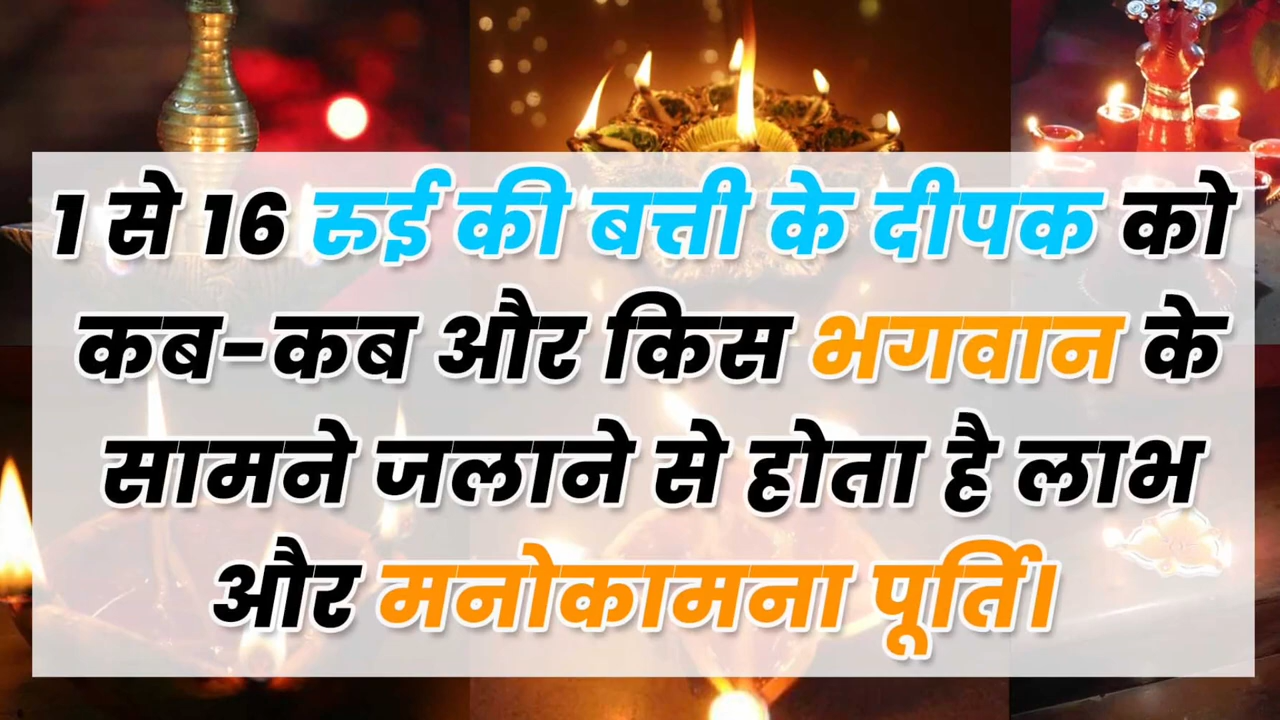 1 से 16 रुई की बत्ती के दीपक को
कब-कब और किस भगवान के
सामने जलाने से होता है लाभ
और मनोकामना पूर्ति।